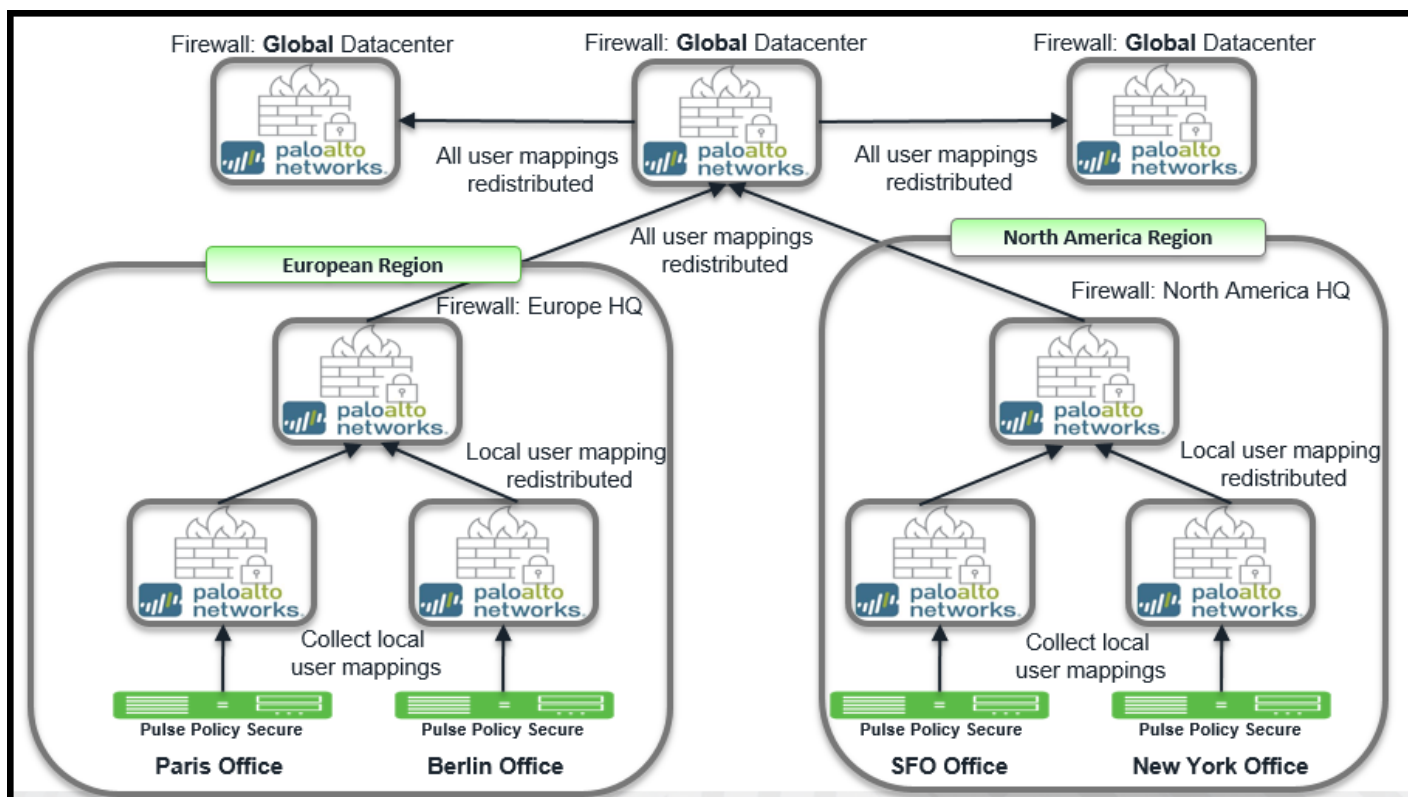 Firewall: Global Datacenter
Firewall: Global Datacenter
Firewall: Global Datacenter
paloalto
networks.
paloalto
networks.
paloalto
networks.
All user mappings
redistributed
All user mappings
redistributed
All user mappings
redistributed
European Region
North America Region
Firewall: Europe HQ
Firewall: North America HQ
paloalto
networks.
paloalto
networks.
Local user mapping
redistributed
Local user mapping
redistributed
paloalto
networks.
paloalto
networks.
paloalto
networks.
paloalto
networks.
Collect local
user mappings
Collect local
user mappings
Pulse Policy Secure
Pulse Policy Secure
Pulse Policy Secure
Pulse Policy Secure
Paris Office
Berlin Office
SFO Office
New York Office